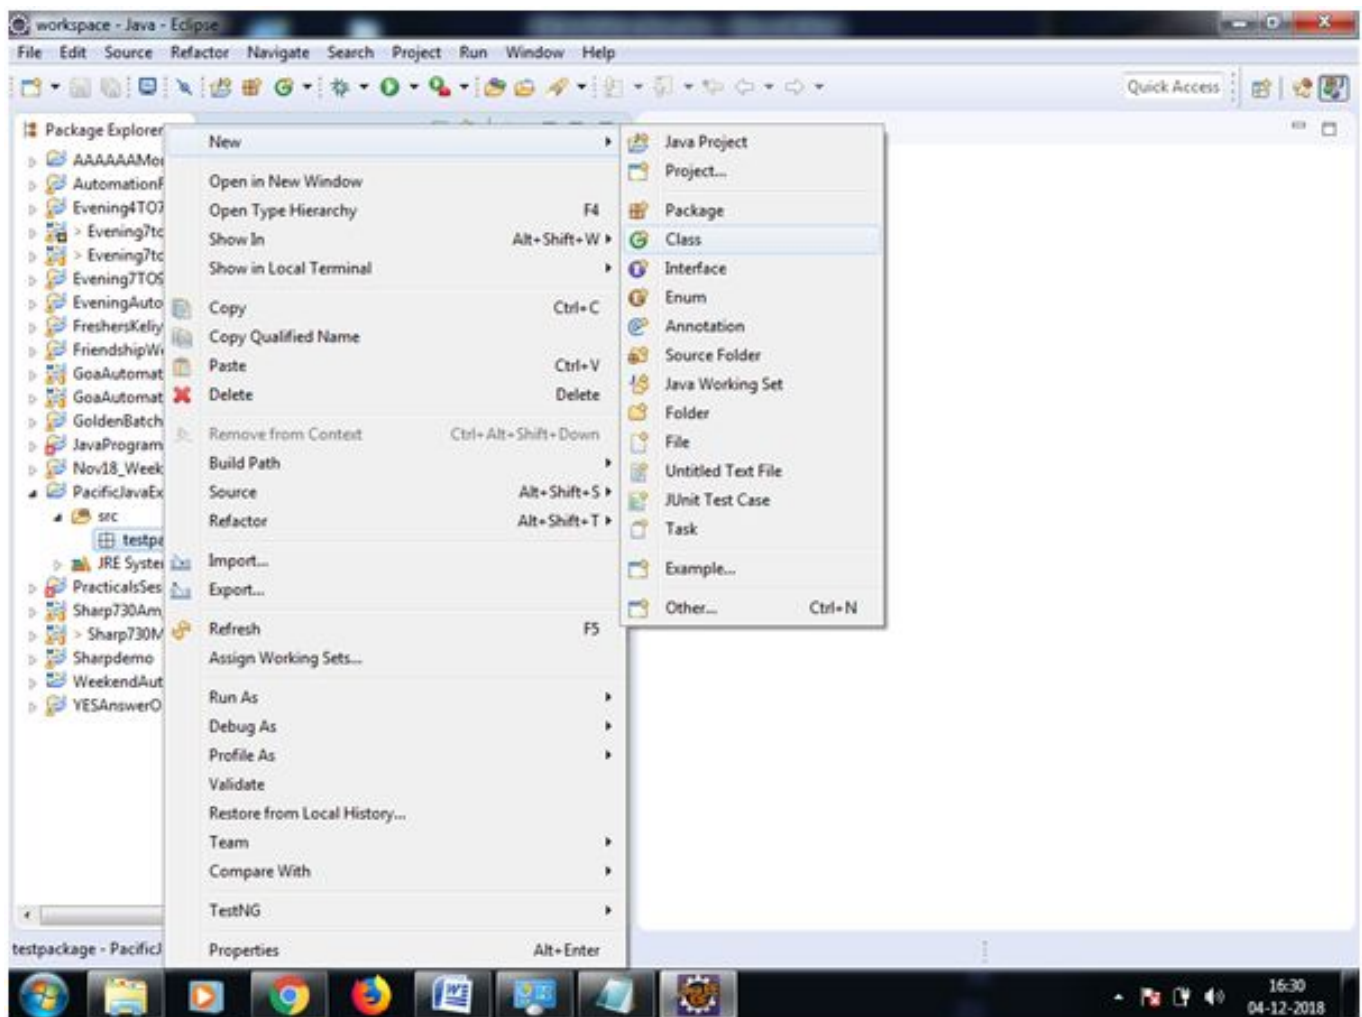 workspace - Java - Eclipse
File Edit Source Refactor Navigate Search Project Run Window Help
Quick Access
Package Explorer
AAAAAAMo
AutomationF
Evening4TO7
> Evening7to
> Evening7to
Evening7TO9
EveningAuto
FreshersKeliy
FriendshipW
GoaAutomat
GoaAutomat
GoldenBatch
JavaProgram
Nov18_Week
PacificJavaEx
src
testpa
JRE System
PracticalsSes
Sharp730Am
> Sharp730M
Sharpdemo
WeekendAut
YESAnswerO
testpackage - PacificJ
New
Open in New Window
Open Type Hierarchy F4
Show In Alt+Shift+W
Show in Local Terminal
Copy Ctrl+C
Copy Qualified Name
Paste Ctrl+V
Delete Delete
Remove from Context Ctrl+Alt+Shift+Down
Build Path
Source Alt+Shift+S
Refactor Alt+Shift+T
Import...
Export...
Refresh F5
Assign Working Sets...
Run As
Debug As
Profile As
Validate
Restore from Local History...
Team
Compare With
TestNG
Properties Alt+Enter
Java Project
Project...
Package
Class
Interface
Enum
Annotation
Source Folder
Java Working Set
Folder
File
Untitled Text File
JUnit Test Case
Task
Example...
Other... Ctrl+N
16:30
04-12-2018